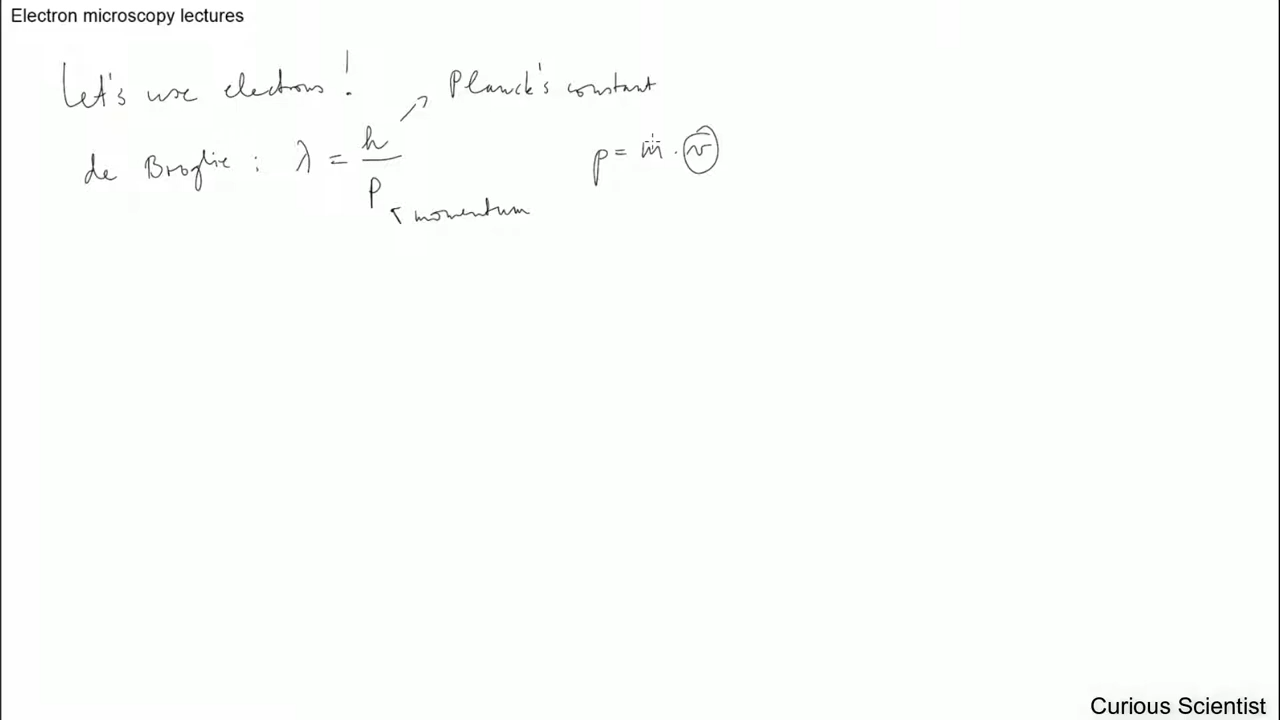 Electron microscopy lectures
Let's use electrons!
Planck's constant
de Broglie : λ = h / p
momentum
p = m · v
Curious Scientist